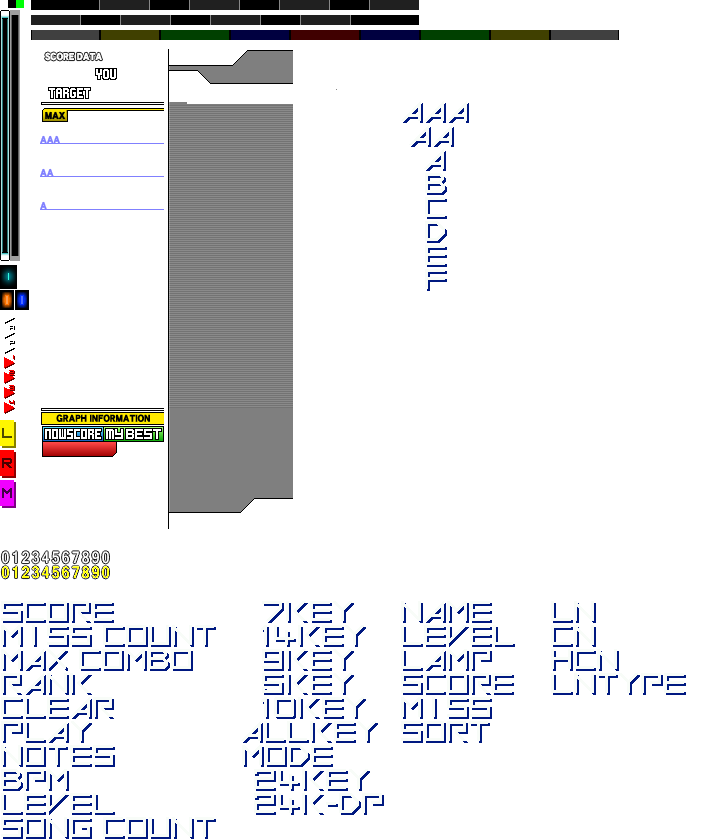 SCORE DATA
YOU
TARGET
MAX
AAA
AA
A
AAA
AA
A
B
C
D
E
F
GRAPH INFORMATION
NOWSCORE MY BEST
L
R
M
01234567890
01234567890
SCORE 7KEY NAME LN
MISS COUNT 14KEY LEVEL CN
MAX COMBO 9KEY LAMP HCN
RANK 5KEY SCORE LNTYPE
CLEAR 10KEY MISS
PLAY ALLKEY SORT
NOTES MODE
BPM 24KEY
LEVEL 24K-DP
SONG COUNT